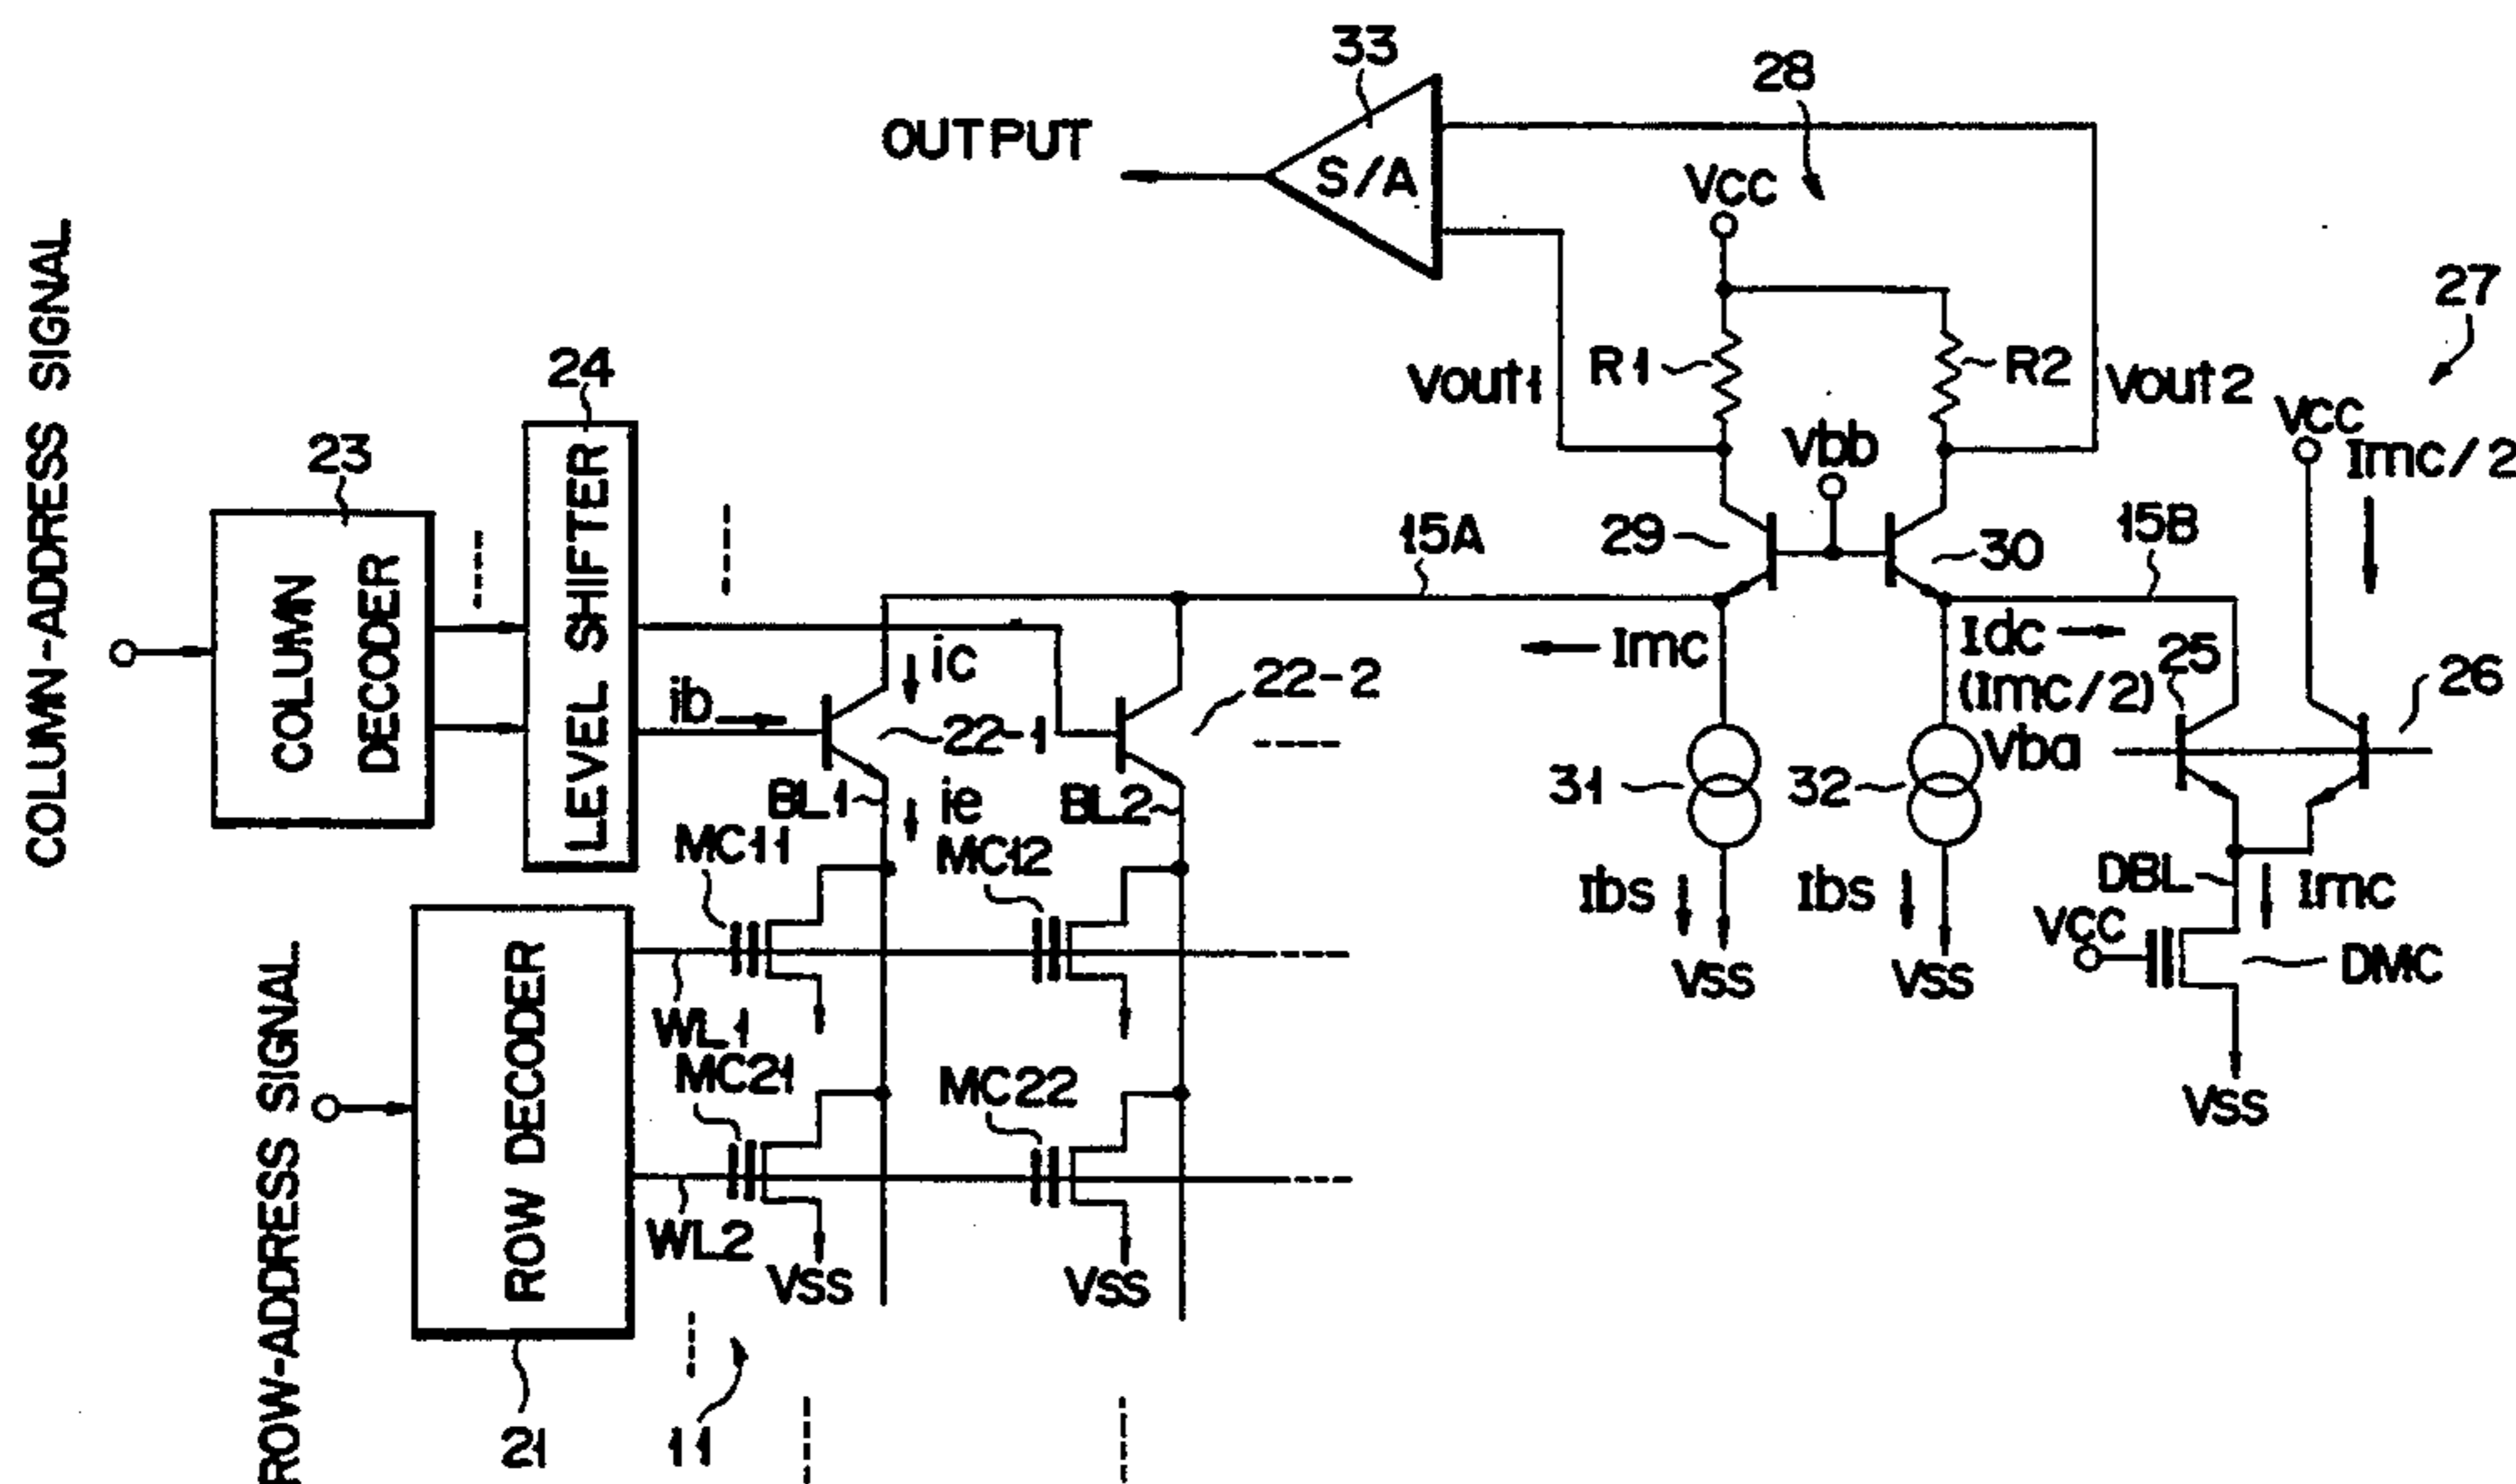 33
28
OUTPUT
S/A
VCC
27
COLUMN-ADDRESS SIGNAL
24
R1
R2
Vout1
Vout2
VCC
Imc/2
23
Vbb
COLUMN DECODER
LEVEL SHIFTER
15A
29
30
15B
ic
Imc
Idc
(Imc/2)
25
26
ib
22-1
22-2
Vba
31
32
BL1
ie
BL2
MC11
MC12
Ibs
Ibs
DBL
Imc
VCC
VSS
VSS
DMC
ROW-ADDRESS SIGNAL
ROW DECODER
WL1
MC21
MC22
VSS
WL2
VSS
VSS
21
11